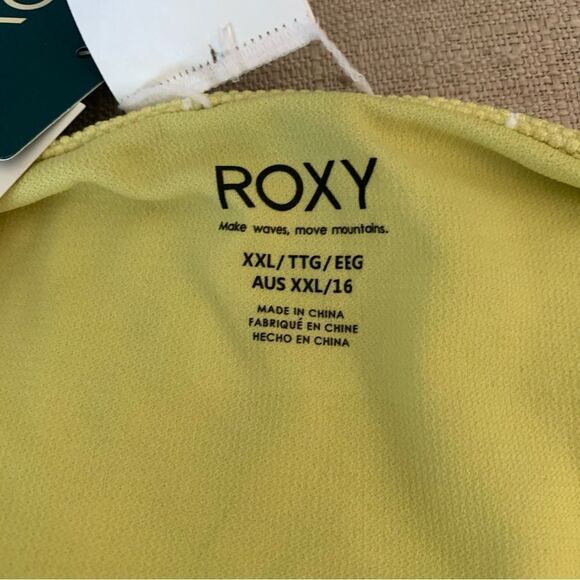 ROXY
Make waves, move mountains.
XXL/TTG/EEG
AUS XXL/16
MADE IN CHINA
FABRIQUÉ EN CHINE
HECHO EN CHINA